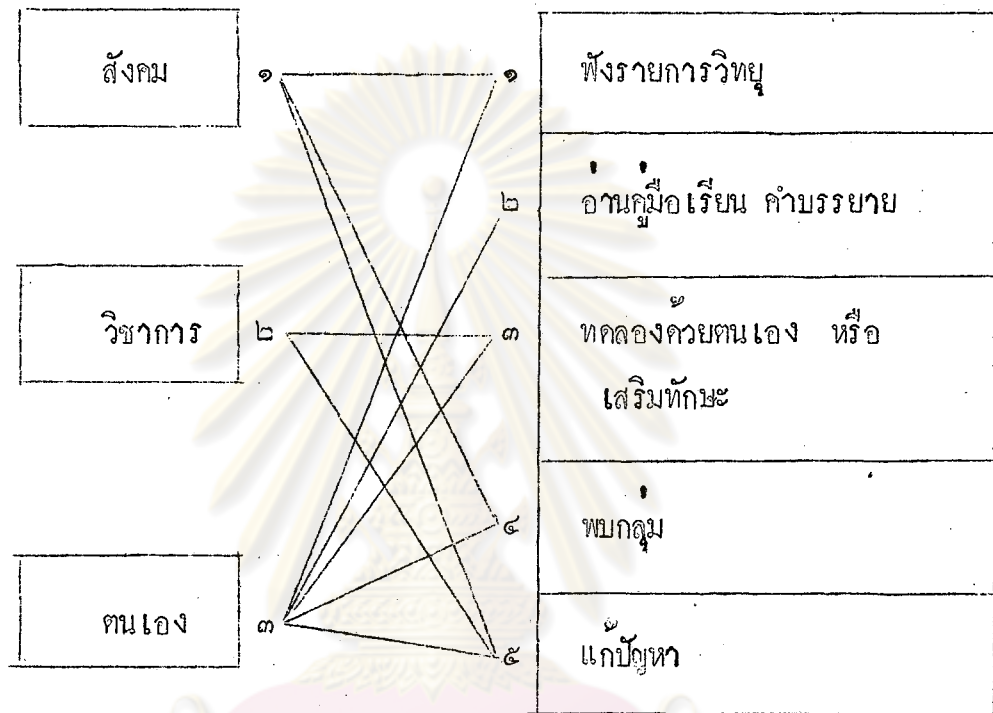 สังคม ๑ ๑ ฟังรายการวิทยุ
๒ อ่านคู่มือเรียน คำบรรยาย
วิชาการ ๒ ๓ ทดลองด้วยตนเอง หรือ
เสริมทักษะ
๔ พบกลุ่ม
ตนเอง ๓ ๕ แก้ปัญหา